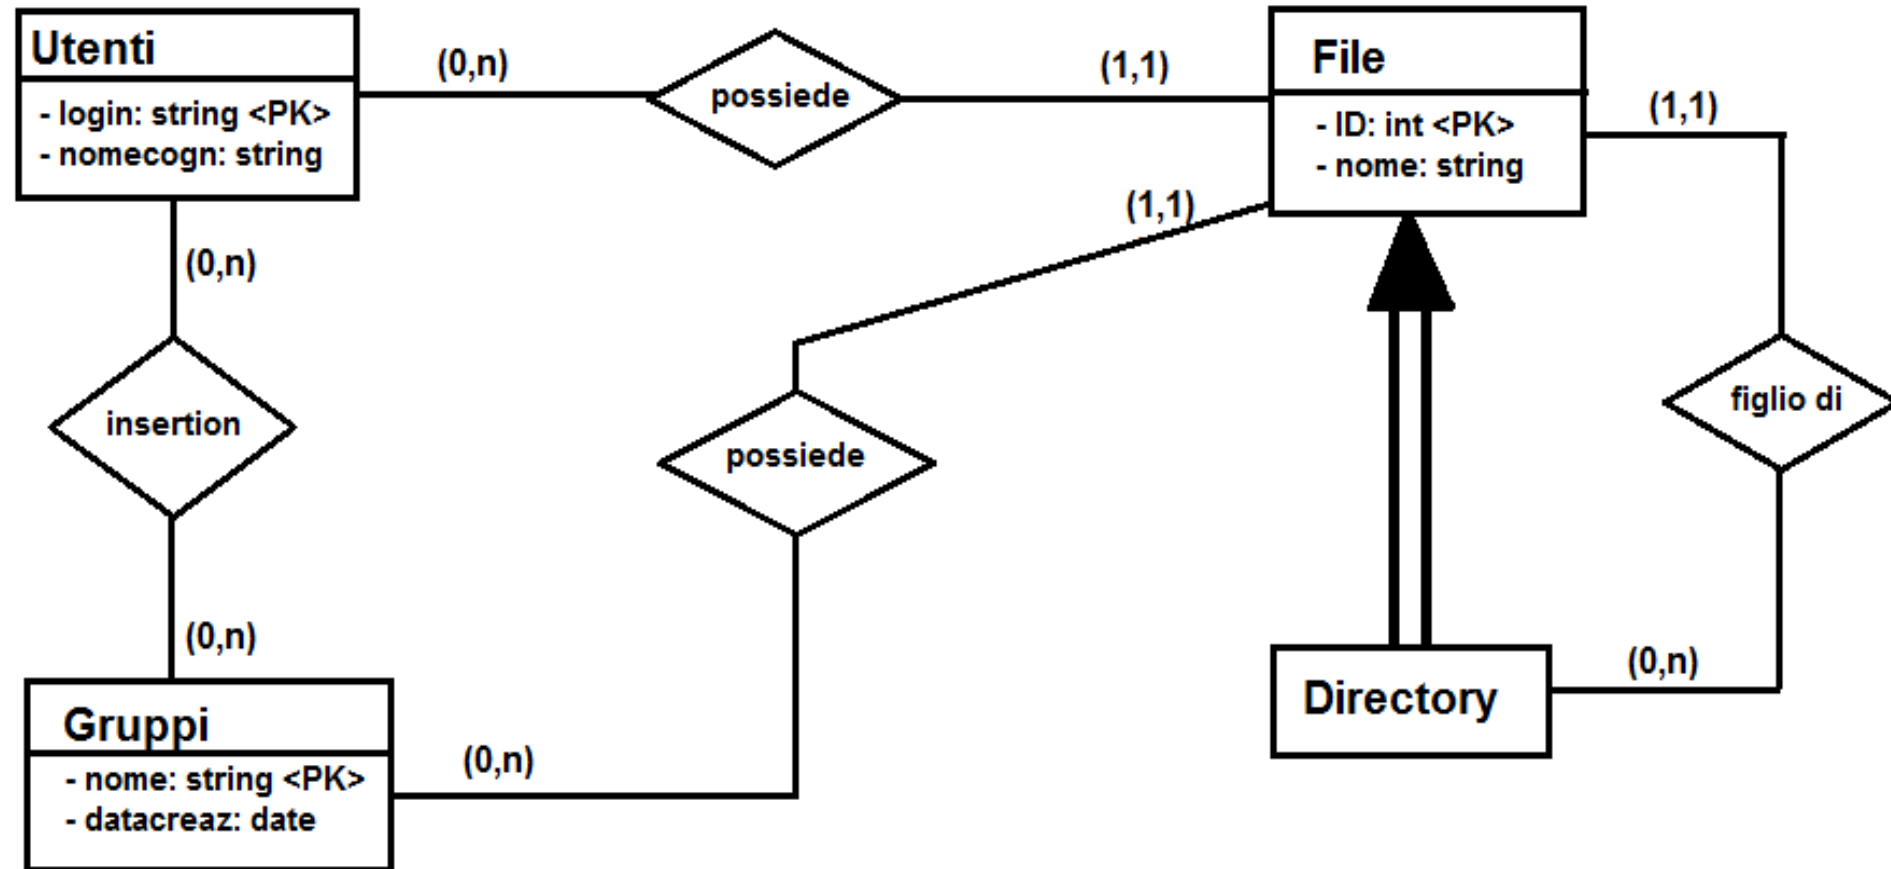 Utenti
- login: string <PK>
- nomecogn: string
(0,n)
possiede
(1,1)
File
- ID: int <PK>
- nome: string
(1,1)
(1,1)
(0,n)
insertion
possiede
figlio di
(0,n)
Gruppi
- nome: string <PK>
- datacreaz: date
(0,n)
Directory
(0,n)